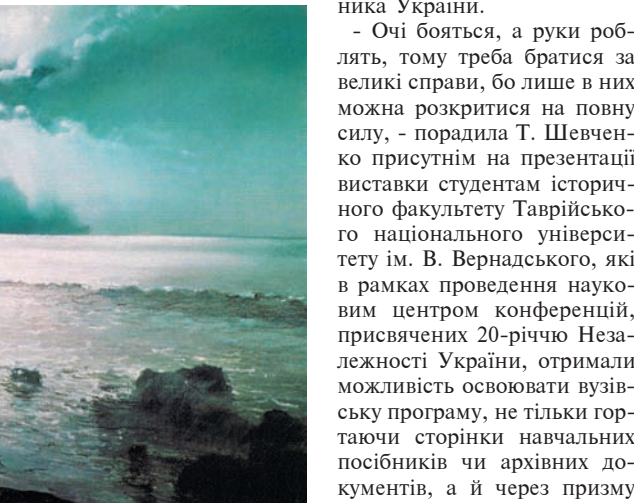 ника України.
- Очі бояться, а руки роб-
лять, тому треба братися за
великі справи, бо лише в них
можна розкритися на повну
силу, - порадила Т. Шевчен-
ко присутнім на презентації
виставки студентам історич-
ного факультету Таврійсько-
го національного універси-
тету ім. В. Вернадського, які
в рамках проведення науко-
вим центром конференцій,
присвячених 20-річчю Неза-
лежності України, отримали
можливість освоювати вузів-
ську програму, не тільки гор-
таючи сторінки навчальних
посібників чи архівних до-
кументів, а й через призму